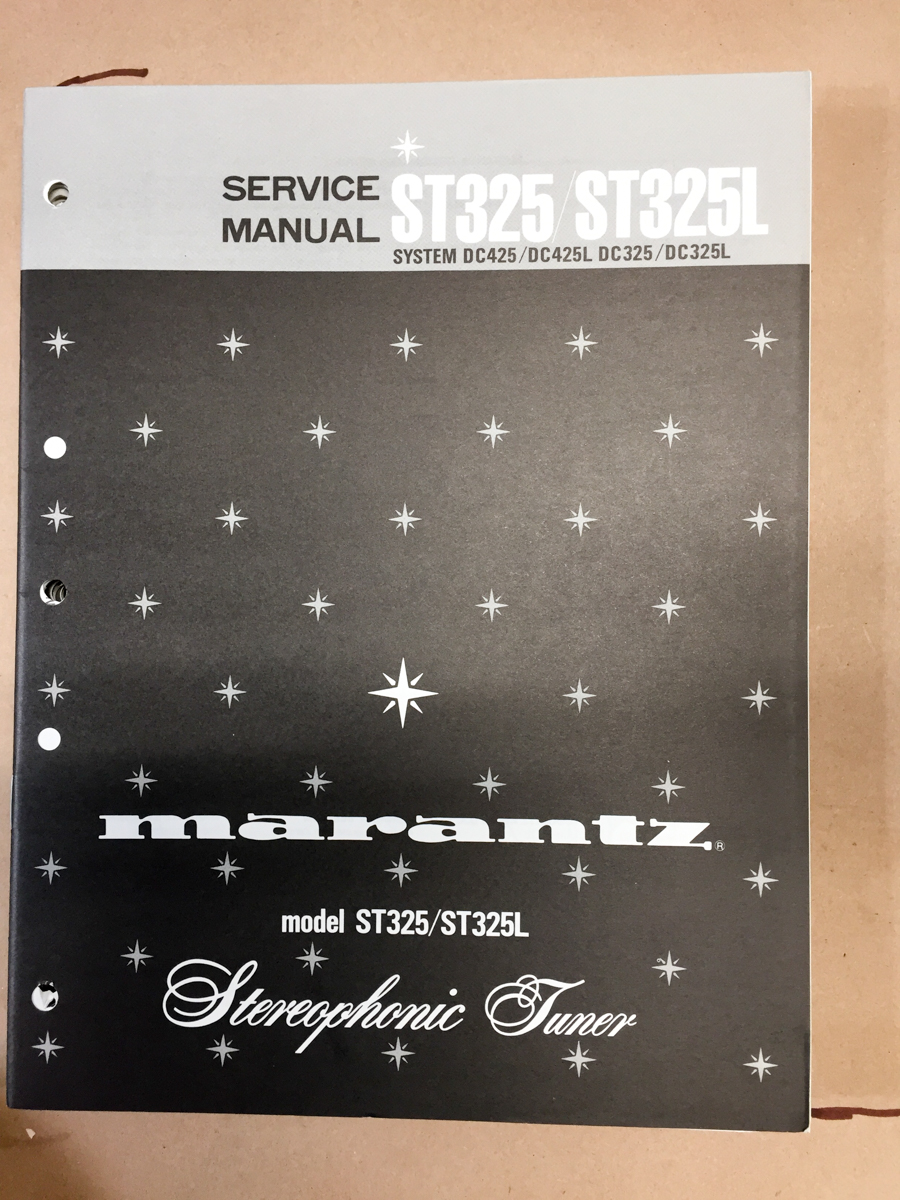 SERVICE MANUAL
ST325/ST325L
SYSTEM DC425/DC425L DC325/DC325L
marantz®
model ST325/ST325L
Stereophonic Tuner